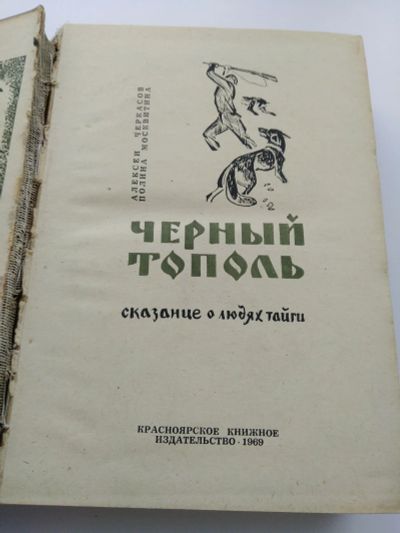 АЛЕКСЕЙ ЧЕРКАСОВ
ПОЛИНА МОСКВИТИНА
ЧЕРНЫЙ
ТОПОЛЬ
сказание о людях тайги
КРАСНОЯРСКОЕ КНИЖНОЕ
ИЗДАТЕЛЬСТВО · 1969